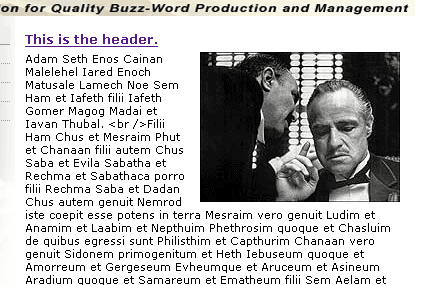 on for Quality Buzz-Word Production and Management
This is the header.
Adam Seth Enos Cainan
Malelehel Iared Enoch
Matusale Lamech Noe Sem
Ham et Iafeth filii Iafeth
Gomer Magog Madai et
Iavan Thubal. <br />Filii
Ham Chus et Mesraim Phut
et Chanaan filii autem Chus
Saba et Evila Sabatha et
Rechma et Sabathaca porro
filii Rechma Saba et Dadan
Chus autem genuit Nemrod
iste coepit esse potens in terra Mesraim vero genuit Ludim et
Anamim et Laabim et Nepthuim Phethrosim quoque et Chasluim
de quibus egressi sunt Philisthim et Capthurim Chanaan vero
genuit Sidonem primogenitum et Heth Iebuseum quoque et
Amorreum et Gergeseum Evheumque et Aruceum et Asineum
Aradium quoque et Samareum et Ematheum filii Sem Aelam et